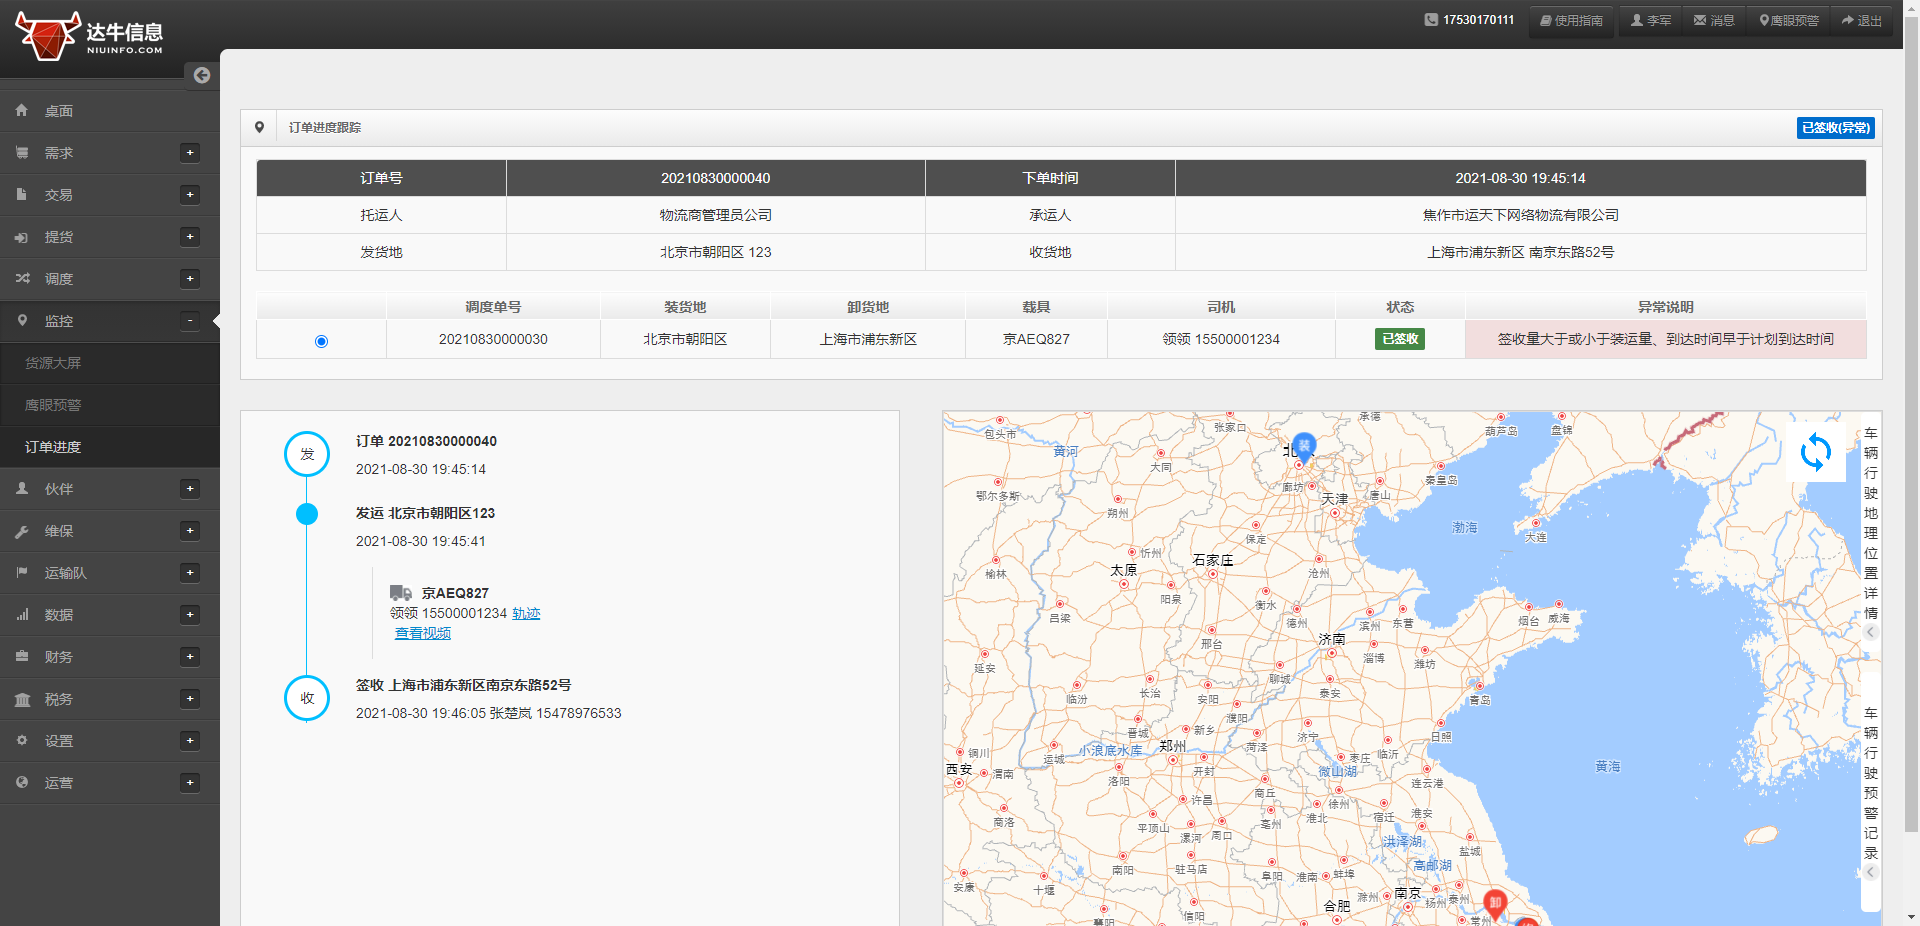 达牛信息
NIUINFO.COM
17530170111
使用指南
李军
消息
鹰眼预警
退出
桌面
需求
交易
提货
调度
监控
货源大屏
鹰眼预警
订单进度
伙伴
维保
运输队
数据
财务
税务
设置
运营
订单进度跟踪
已签收(异常)
订单号 20210830000040 下单时间 2021-08-30 19:45:14
托运人 物流商管理员公司 承运人 焦作市运天下网络物流有限公司
发货地 北京市朝阳区 123 收货地 上海市浦东新区 南京东路52号
调度单号 装货地 卸货地 载具 司机 状态 异常说明
20210830000030 北京市朝阳区 上海市浦东新区 京AEQ827 领领 15500001234 已签收 签收量大于或小于装运量、到达时间早于计划到达时间
发
订单 20210830000040
2021-08-30 19:45:14
发运 北京市朝阳区123
2021-08-30 19:45:41
京AEQ827
领领 15500001234 轨迹
查看视频
收
签收 上海市浦东新区南京东路52号
2021-08-30 19:46:05 张楚岚 15478976533
承德
张家口
包头市
葫芦岛
盘锦
黄河
装
大同
秦皇岛
廊坊
唐山
鄂尔多斯
天津
朔州
渤海
保定
大连
忻州
石家庄
太原
沧州
榆林
阳泉
衡水
吕梁
德州
滨州
东营
烟台
威海
邢台
济南
淄博
潍坊
延安
聊城
临汾
长治
安阳
泰安
青岛
濮阳
晋城
新乡
菏泽
济宁
日照
郑州
小浪底水库
铜川
运城
枣庄
临沂
西安
渭南
洛阳
开封
微山湖
黄海
连云港
商丘
许昌
徐州
商洛
平顶山
漯河
周口
亳州
淮北
宿迁
淮安
洪泽湖
盐城
高邮湖
南阳
驻马店
阜阳
淮南
蚌埠
安康
十堰
滁州
南京
扬州
泰州
信阳
合肥
卸
常州
襄阳
车辆行驶地理位置详情
车辆行驶预警记录